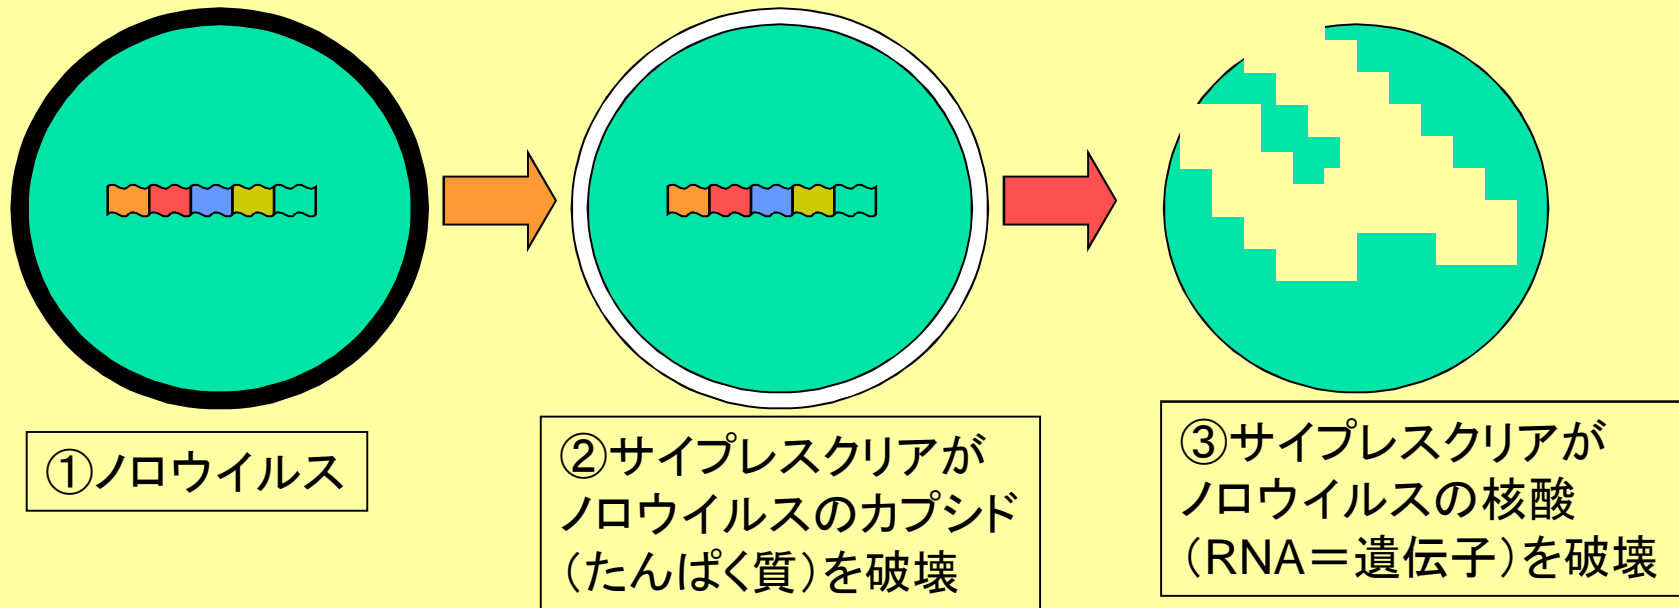 ①ノロウイルス
②サイプレスクリアが
ノロウイルスのカプシド
（たんぱく質）を破壊
③サイプレスクリアが
ノロウイルスの核酸
（RNA＝遺伝子）を破壊